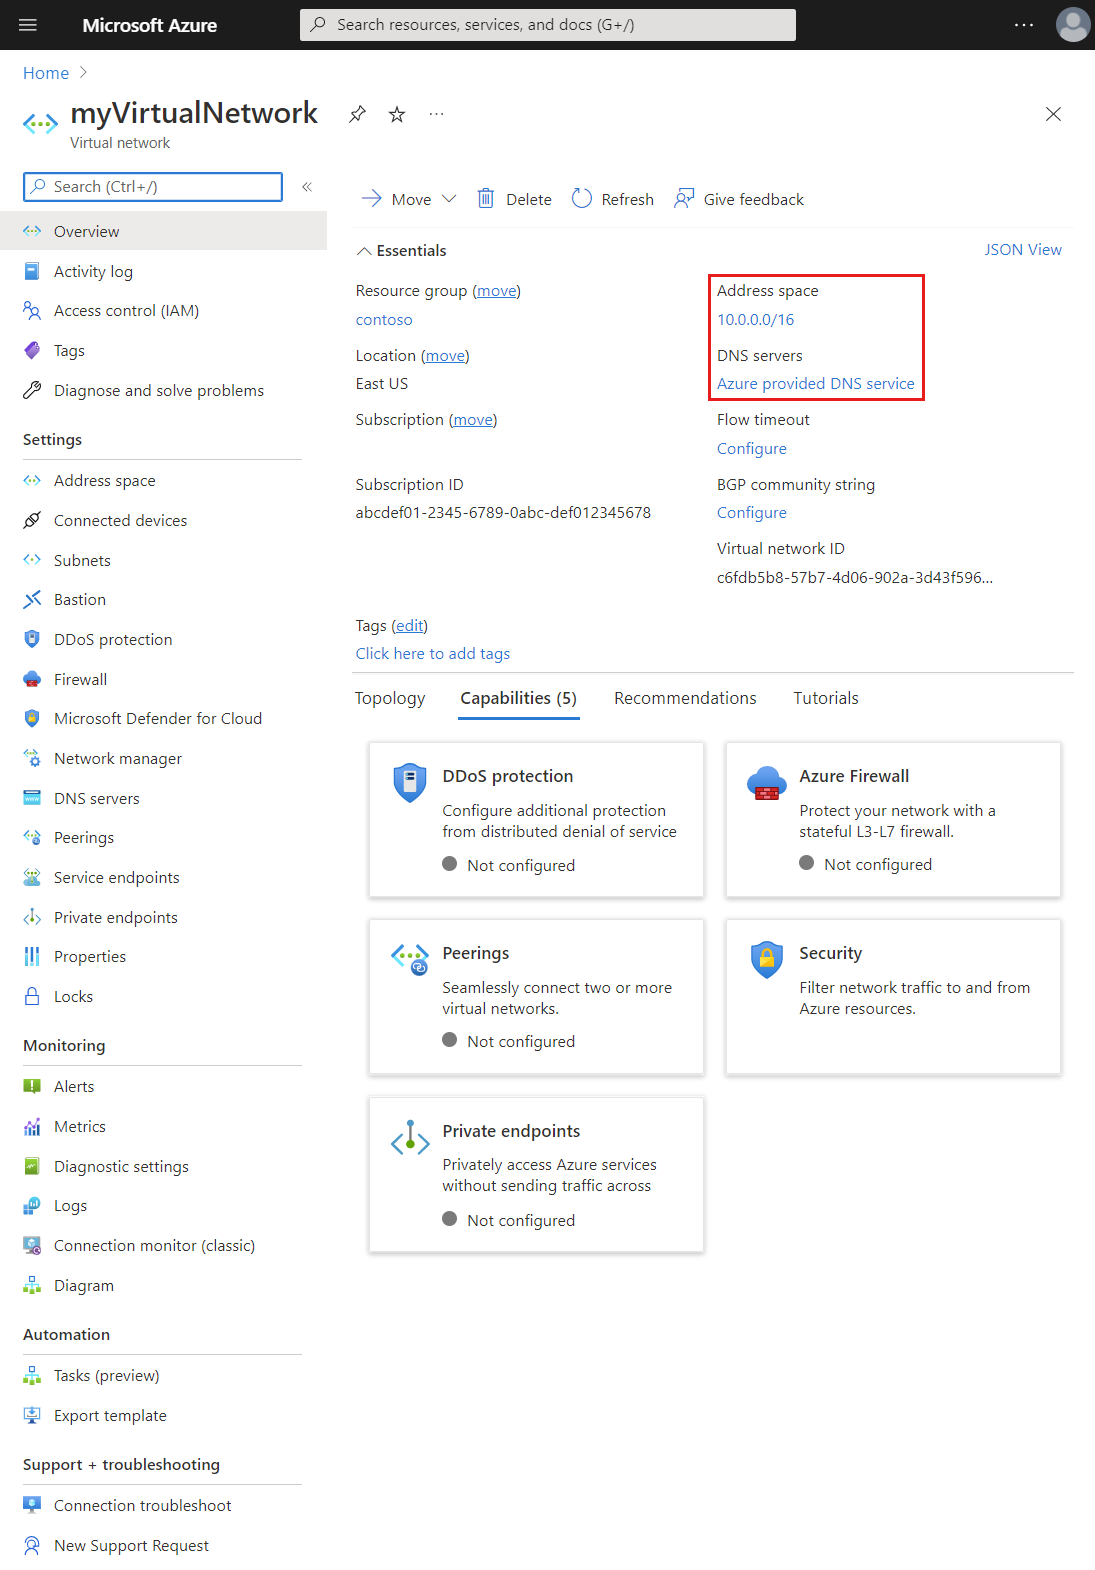 Microsoft Azure
Search resources, services, and docs (G+/)
Home
myVirtualNetwork
Virtual network
Search (Ctrl+/)
Overview
Activity log
Access control (IAM)
Tags
Diagnose and solve problems
Settings
Address space
Connected devices
Subnets
Bastion
DDoS protection
Firewall
Microsoft Defender for Cloud
Network manager
DNS servers
Peerings
Service endpoints
Private endpoints
Properties
Locks
Monitoring
Alerts
Metrics
Diagnostic settings
Logs
Connection monitor (classic)
Diagram
Automation
Tasks (preview)
Export template
Support + troubleshooting
Connection troubleshoot
New Support Request
Move
Delete
Refresh
Give feedback
Essentials
JSON View
Resource group (move)
contoso
Location (move)
East US
Subscription (move)
Subscription ID
abcdef01-2345-6789-0abc-def012345678
Address space
10.0.0.0/16
DNS servers
Azure provided DNS service
Flow timeout
Configure
BGP community string
Configure
Virtual network ID
c6fdb5b8-57b7-4d06-902a-3d43f596...
Tags (edit)
Click here to add tags
Topology
Capabilities (5)
Recommendations
Tutorials
DDoS protection
Configure additional protection
from distributed denial of service
Not configured
Azure Firewall
Protect your network with a
stateful L3-L7 firewall.
Not configured
Peerings
Seamlessly connect two or more
virtual networks.
Not configured
Security
Filter network traffic to and from
Azure resources.
Private endpoints
Privately access Azure services
without sending traffic across
Not configured